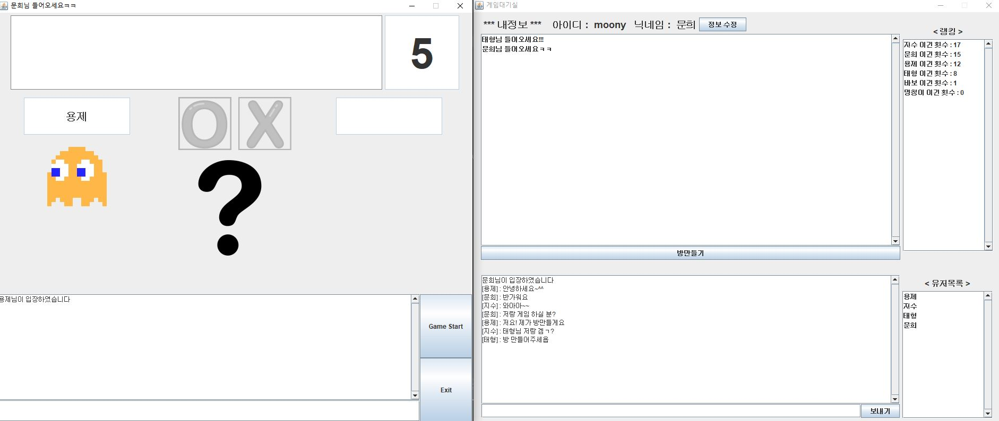 문희님 들어오세요ㅋㅋ
5
용제
O X
?
용제님이 입장하였습니다
Game Start
Exit
게임대기실
*** 내정보 *** 아이디 : moony 닉네임 : 문희 정보 수정
태형님 들어오세요!!!
문희님 들어오세요ㅋㅋ
방만들기
< 랭킹 >
지수 이긴 횟수 : 17
문희 이긴 횟수 : 15
용제 이긴 횟수 : 12
태형 이긴 횟수 : 8
바보 이긴 횟수 : 1
멍청이 이긴 횟수 : 0
문희님이 입장하였습니다
[용제] : 안녕하세요~^^
[문희] : 반가워요
[지수] : 와아아~~
[문희] : 저랑 게임 하실 분?
[용제] : 저요! 제가 방만들게요
[지수] : 태형님 저랑 겜ㄱ?
[태형] : 방 만들어주세욥
보내기
< 유저목록 >
용제
지수
태형
문희